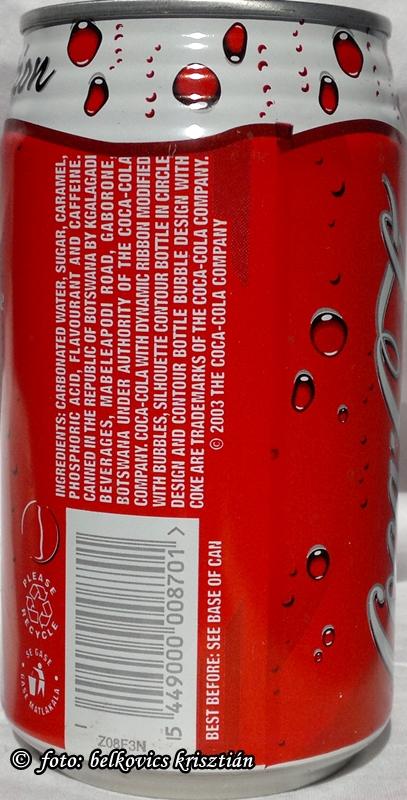 INGREDIENTS: CARBONATED WATER, SUGAR, CARAMEL,
PHOSPHORIC ACID, FLAVOURANT AND CAFFEINE.
CANNED IN THE REPUBLIC OF BOTSWANA BY KGALAGADI
BEVERAGES, MABELEAPODI ROAD, GABORONE,
BOTSWANA UNDER AUTHORITY OF THE COCA-COLA
COMPANY. COCA-COLA WITH DYNAMIC RIBBON MODIFIED
WITH BUBBLES, SILHOUETTE CONTOUR BOTTLE IN CIRCLE
DESIGN AND CONTOUR BOTTLE BUBBLE DESIGN WITH
COKE ARE TRADEMARKS OF THE COCA-COLA COMPANY.
© 2003 THE COCA-COLA COMPANY
PLEASE
RECYCLE
SE GASE
GASE MATLAKALA
5 449000 008701 >
BEST BEFORE: SEE BASE OF CAN
Z08F3N
© foto: belkovics krisztián